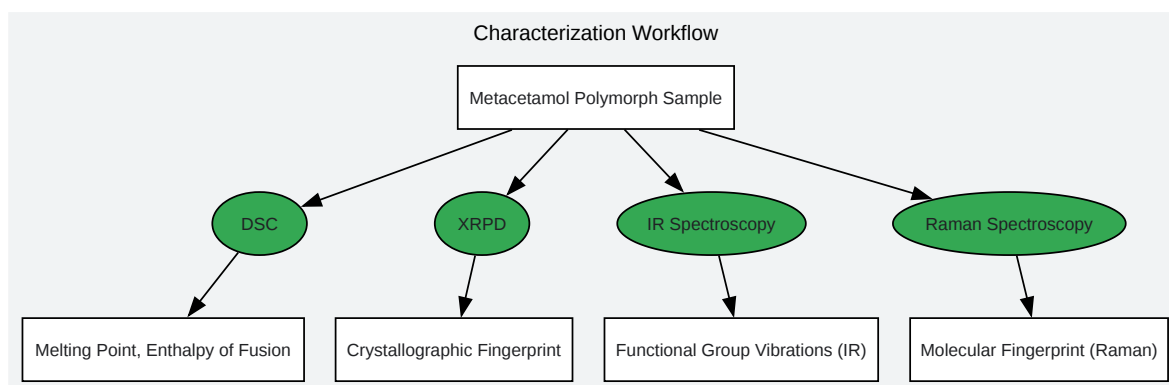 Characterization Workflow
Metacetamol Polymorph Sample
DSC
XRPD
IR Spectroscopy
Raman Spectroscopy
Melting Point, Enthalpy of Fusion
Crystallographic Fingerprint
Functional Group Vibrations (IR)
Molecular Fingerprint (Raman)